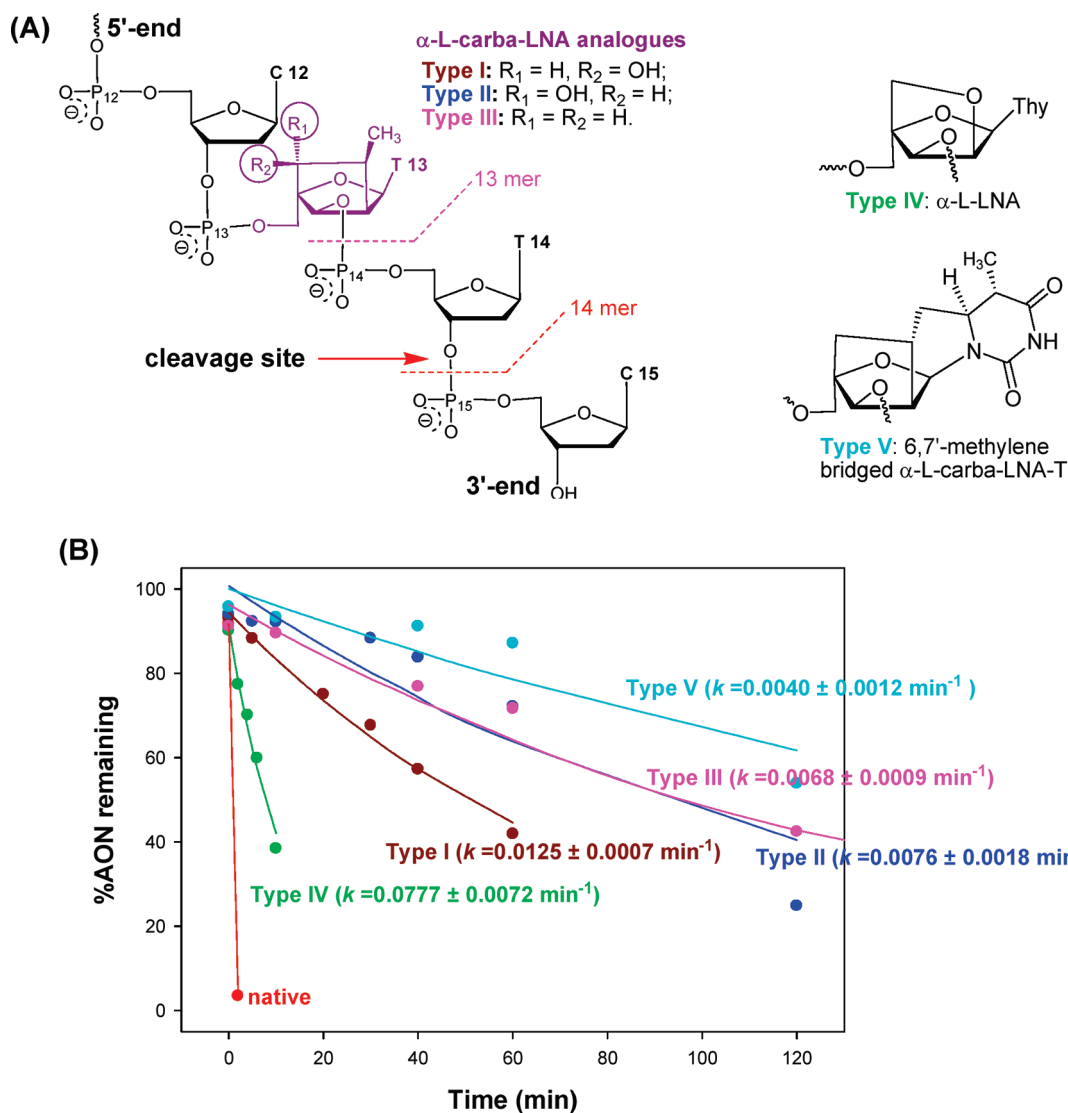 (A)
5'-end
α-L-carba-LNA analogues
Type I: R1 = H, R2 = OH;
Type II: R1 = OH, R2 = H;
Type III: R1 = R2 = H.
C 12
O
O
P12
O
O
⊖
O
R1
R2
CH3
T 13
O
O
O
13 mer
O
P13
O
O
⊖
T 14
O
P14
O
O
⊖
O
14 mer
cleavage site
O
C 15
O
P15
O
O
⊖
O
3'-end
OH
O
Thy
O
O
Type IV: α-L-LNA
H3C
H
O
NH
N
O
O
O
O
Type V: 6,7'-methylene
bridged α-L-carba-LNA-T
(B)
%AON remaining
100
80
60
40
20
0
Type V (k =0.0040 ± 0.0012 min-1 )
Type III (k =0.0068 ± 0.0009 min-1)
Type I (k =0.0125 ± 0.0007 min-1)
Type II (k =0.0076 ± 0.0018 mi
Type IV (k =0.0777 ± 0.0072 min-1)
native
0
20
40
60
80
100
120
Time (min)